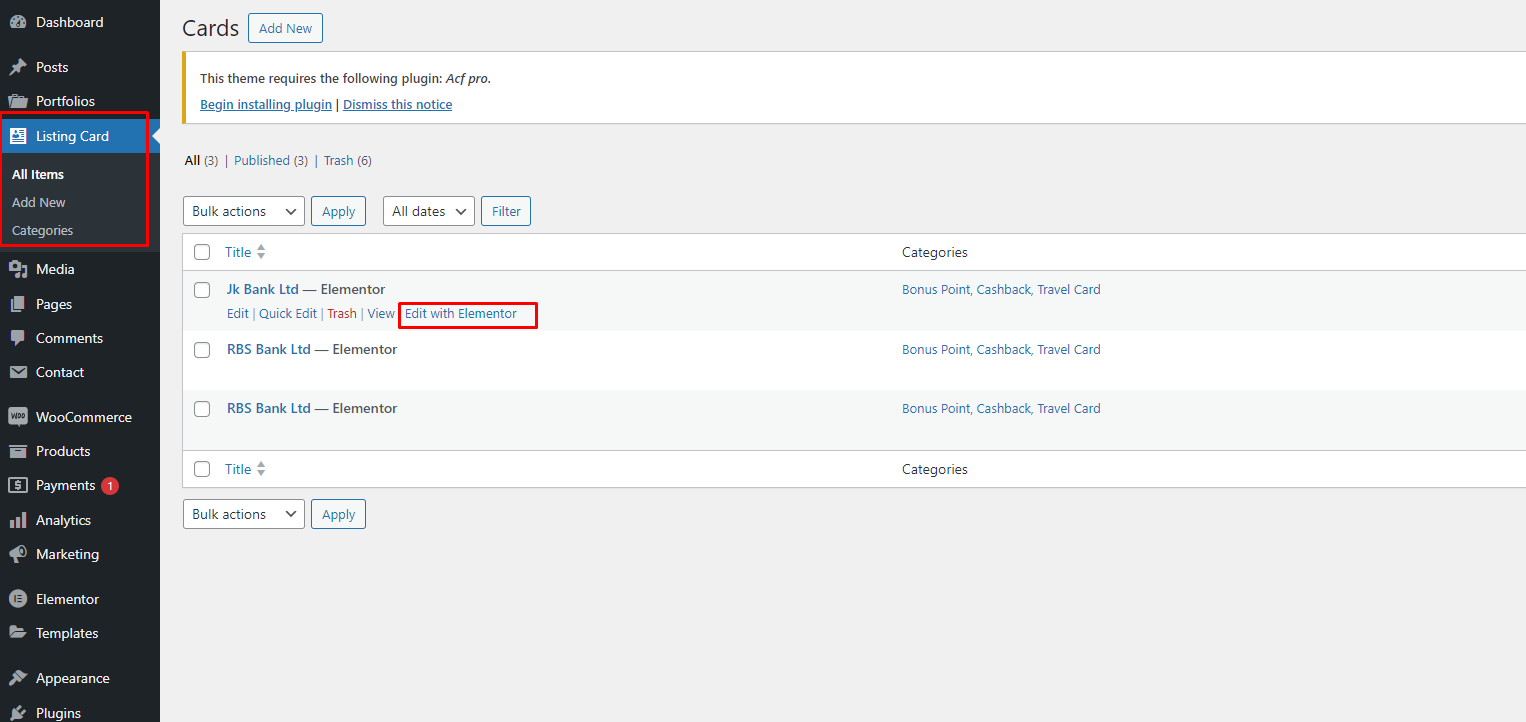 Dashboard
Posts
Portfolios
Listing Card
All Items
Add New
Categories
Media
Pages
Comments
Contact
WooCommerce
Products
Payments 1
Analytics
Marketing
Elementor
Templates
Appearance
Plugins
Cards Add New
This theme requires the following plugin: Acf pro.
Begin installing plugin | Dismiss this notice
All (3) | Published (3) | Trash (6)
Bulk actions Apply All dates Filter
Title Categories
Jk Bank Ltd — Elementor Bonus Point, Cashback, Travel Card
Edit | Quick Edit | Trash | View Edit with Elementor
RBS Bank Ltd — Elementor Bonus Point, Cashback, Travel Card
RBS Bank Ltd — Elementor Bonus Point, Cashback, Travel Card
Title Categories
Bulk actions Apply